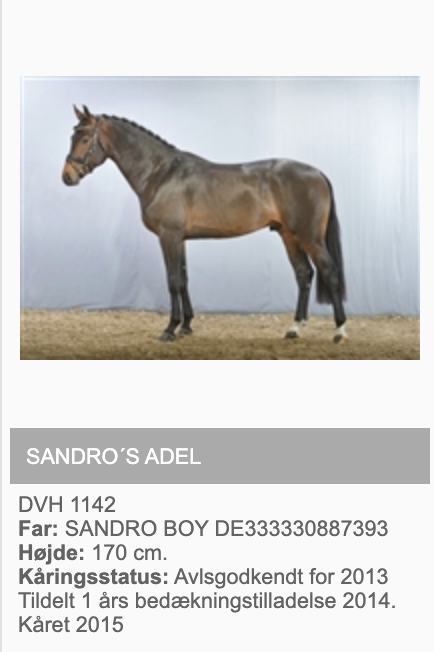 SANDRO´S ADEL
DVH 1142
Far: SANDRO BOY DE333330887393
Højde: 170 cm.
Kåringsstatus: Avlsgodkendt for 2013
Tildelt 1 års bedækningstilladelse 2014.
Kåret 2015